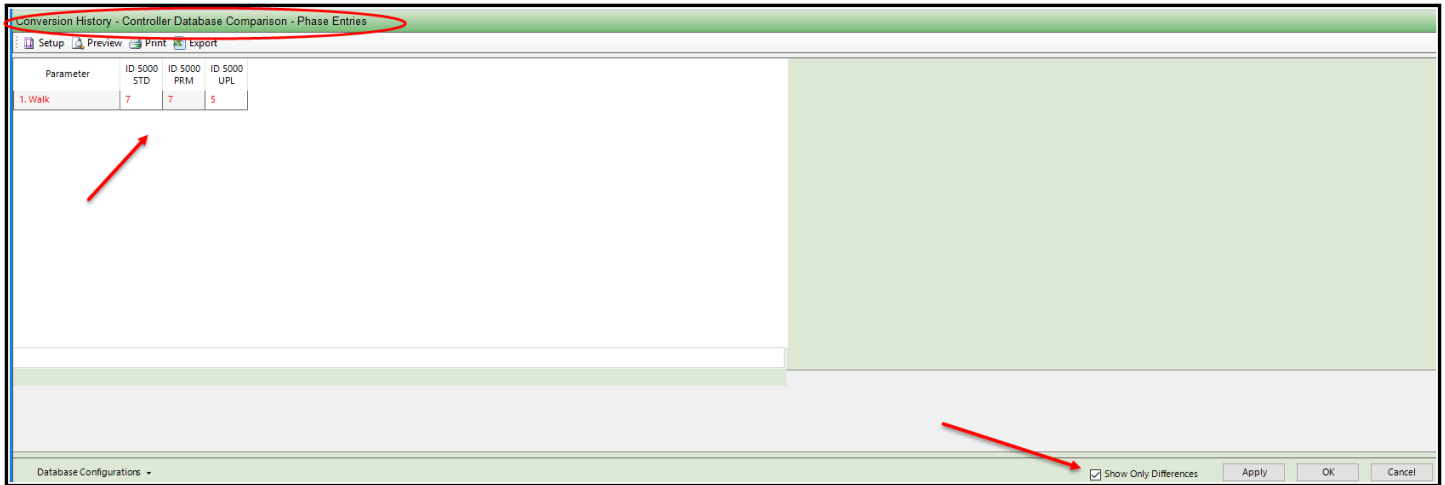 Conversion History - Controller Database Comparison - Phase Entries
Setup Preview Print Export
Parameter ID 5000 STD ID 5000 PRM ID 5000 UPL
1. Walk 7 7 5
Database Configurations Show Only Differences Apply OK Cancel